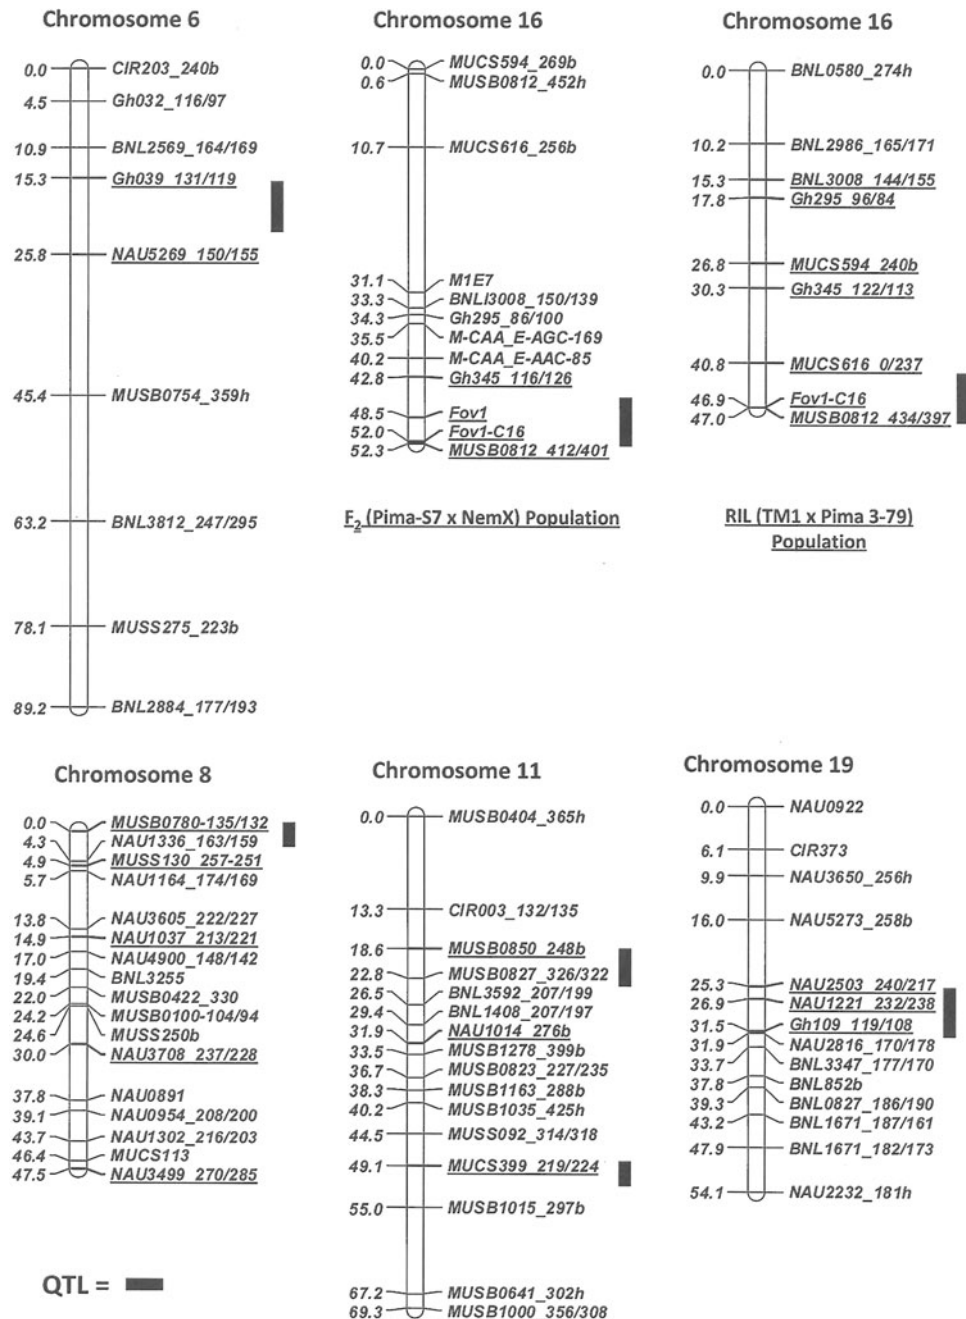 Chromosome 6
0.0 CIR203_240b
4.5 Gh032_116/97
10.9 BNL2569_164/169
15.3 Gh039_131/119
25.8 NAU5269_150/155
45.4 MUSB0754_359h
63.2 BNL3812_247/295
78.1 MUSS275_223b
89.2 BNL2884_177/193
Chromosome 16
0.0 MUCS594_269b
0.6 MUSB0812_452h
10.7 MUCS616_256b
31.1 M1E7
33.3 BNLI3008_150/139
34.3 Gh295_86/100
35.5 M-CAA_E-AGC-169
40.2 M-CAA_E-AAC-85
42.8 Gh345_116/126
48.5 Fov1
52.0 Fov1-C16
52.3 MUSB0812_412/401
F2 (Pima-S7 x NemX) Population
Chromosome 16
0.0 BNL0580_274h
10.2 BNL2986_165/171
15.3 BNL3008_144/155
17.8 Gh295_96/84
26.8 MUCS594_240b
30.3 Gh345_122/113
40.8 MUCS616_0/237
46.9 Fov1-C16
47.0 MUSB0812_434/397
RIL (TM1 x Pima 3-79)
Population
Chromosome 8
0.0 MUSB0780-135/132
4.3 NAU1336_163/159
4.9 MUSS130_257-251
5.7 NAU1164_174/169
13.8 NAU3605_222/227
14.9 NAU1037_213/221
17.0 NAU4900_148/142
19.4 BNL3255
22.0 MUSB0422_330
24.2 MUSB0100-104/94
24.6 MUSS250b
30.0 NAU3708_237/228
37.8 NAU0891
39.1 NAU0954_208/200
43.7 NAU1302_216/203
46.4 MUCS113
47.5 NAU3499_270/285
QTL =
Chromosome 11
0.0 MUSB0404_365h
13.3 CIR003_132/135
18.6 MUSB0850_248b
22.8 MUSB0827_326/322
26.5 BNL3592_207/199
29.4 BNL1408_207/197
31.9 NAU1014_276b
33.5 MUSB1278_399b
36.7 MUSB0823_227/235
38.3 MUSB1163_288b
40.2 MUSB1035_425h
44.5 MUSS092_314/318
49.1 MUCS399_219/224
55.0 MUSB1015_297b
67.2 MUSB0641_302h
69.3 MUSB1000_356/308
Chromosome 19
0.0 NAU0922
6.1 CIR373
9.9 NAU3650_256h
16.0 NAU5273_258b
25.3 NAU2503_240/217
26.9 NAU1221_232/238
31.5 Gh109_119/108
31.9 NAU2816_170/178
33.7 BNL3347_177/170
37.8 BNL852b
39.3 BNL0827_186/190
43.2 BNL1671_187/161
47.9 BNL1671_182/173
54.1 NAU2232_181h